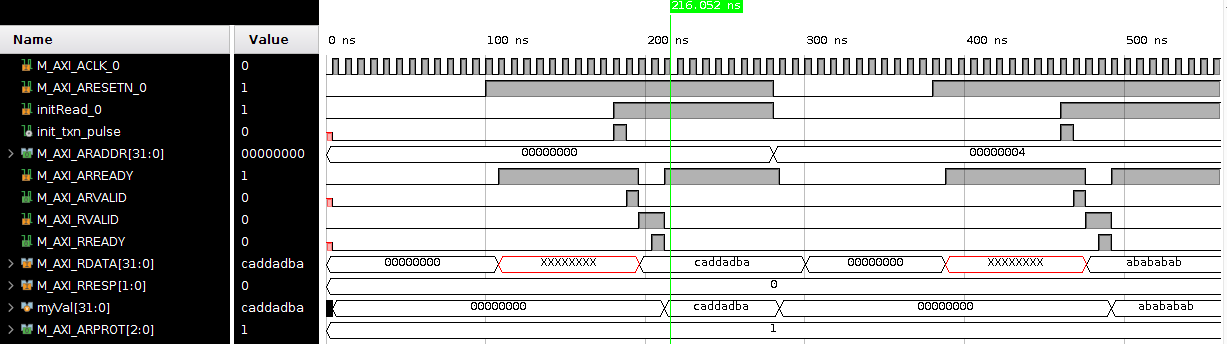 216.052 ns
Name Value 0 ns 100 ns 200 ns 300 ns 400 ns 500 ns
M_AXI_ACLK_0 0
M_AXI_ARESETN_0 1
initRead_0 1
init_txn_pulse 0
M_AXI_ARADDR[31:0] 00000000 00000000 00000004
M_AXI_ARREADY 1
M_AXI_ARVALID 0
M_AXI_RVALID 0
M_AXI_RREADY 0
M_AXI_RDATA[31:0] caddadba 00000000 XXXXXXXX caddadba 00000000 XXXXXXXX abababab
M_AXI_RRESP[1:0] 0 0
myVal[31:0] caddadba 00000000 caddadba 00000000 abababab
M_AXI_ARPROT[2:0] 1 1